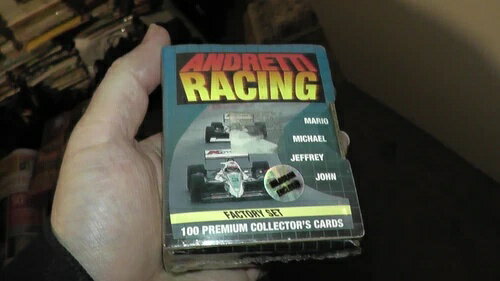 ANDRETTI
RACING
MARIO
MICHAEL
JEFFREY
JOHN
FACTORY SET
100 PREMIUM COLLECTOR'S CARDS